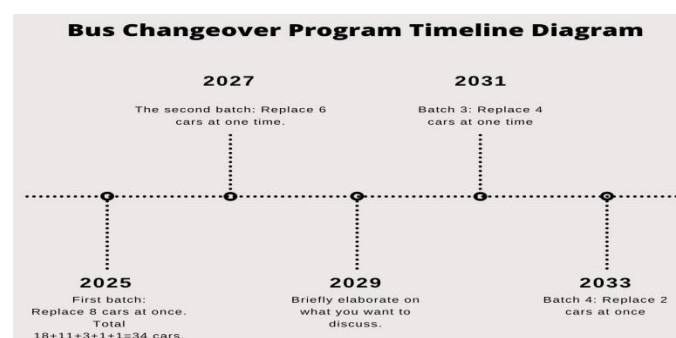 Bus Changeover Program Timeline Diagram
2027
The second batch: Replace 6
cars at one time.
2031
Batch 3: Replace 4
cars at one time
2025
First batch:
Replace 8 cars at once.
Total
18+11+3+1+1=34 cars.
2029
Briefly elaborate on
what you want to
discuss.
2033
Batch 4: Replace 2
cars at once